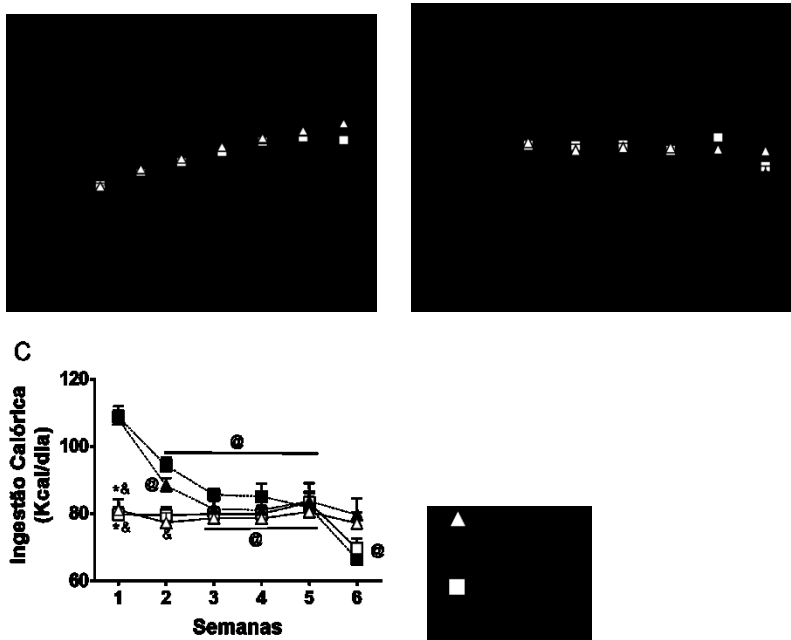 C
Ingestão Calórica
(Kcal/dia)
120
100
80
60
@
@
*&
*&
&
@
@
1 2 3 4 5 6
Semanas